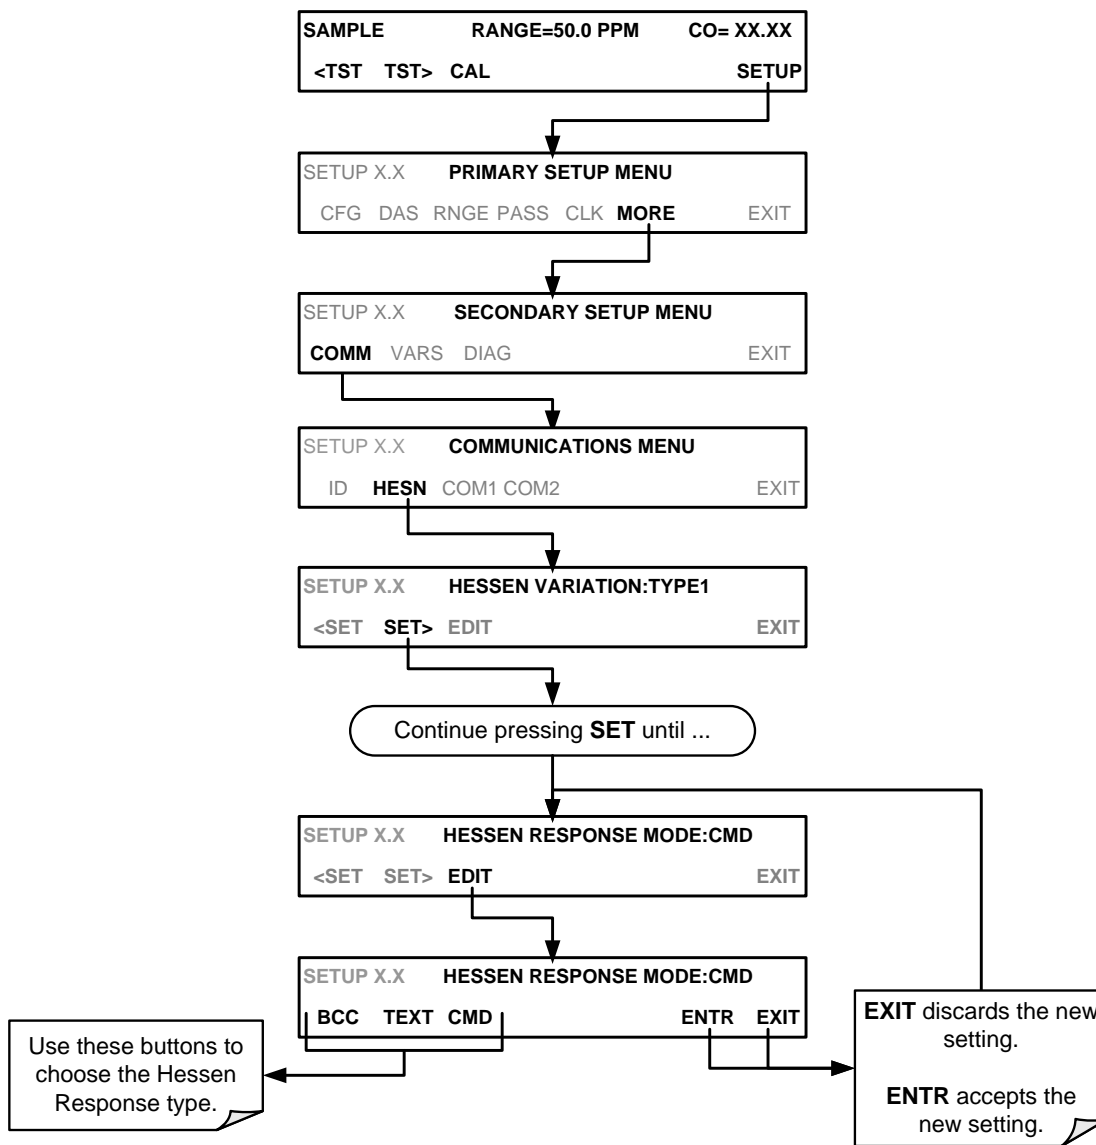 SAMPLE RANGE=50.0 PPM CO= XX.XX
<TST TST> CAL SETUP
SETUP X.X PRIMARY SETUP MENU
CFG DAS RNGE PASS CLK MORE EXIT
SETUP X.X SECONDARY SETUP MENU
COMM VARS DIAG EXIT
SETUP X.X COMMUNICATIONS MENU
ID HESN COM1 COM2 EXIT
SETUP X.X HESSEN VARIATION:TYPE1
<SET SET> EDIT EXIT
Continue pressing SET until ...
SETUP X.X HESSEN RESPONSE MODE:CMD
<SET SET> EDIT EXIT
SETUP X.X HESSEN RESPONSE MODE:CMD
BCC TEXT CMD ENTR EXIT
Use these buttons to
choose the Hessen
Response type.
EXIT discards the new
setting.
ENTR accepts the
new setting.